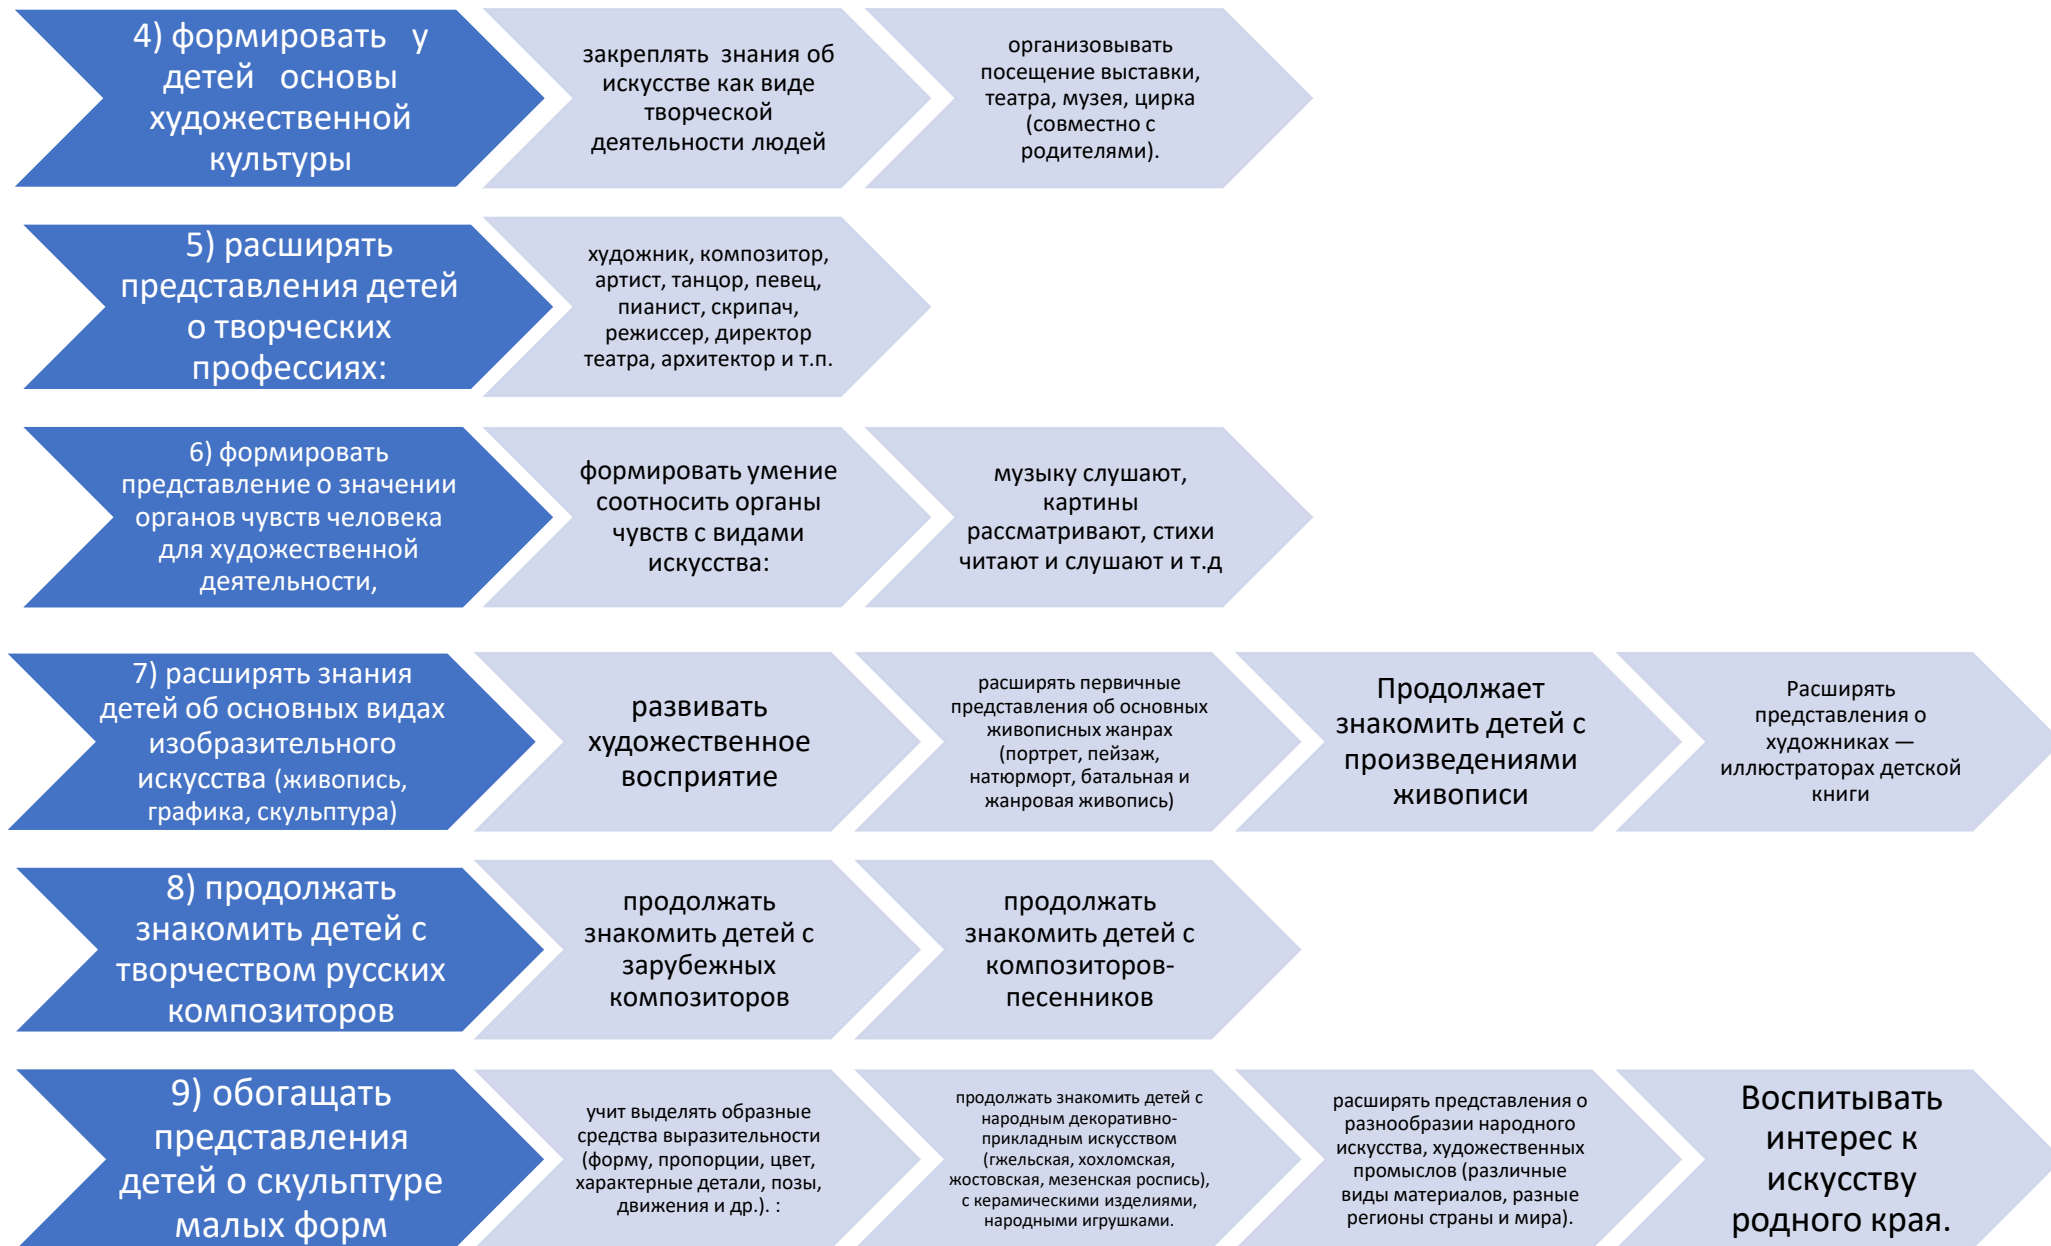 4) формировать у
детей основы
художественной
культуры
закреплять знания об
искусстве как виде
творческой
деятельности людей
организовывать
посещение выставки,
театра, музея, цирка
(совместно с
родителями).
5) расширять
представления детей
о творческих
профессиях:
художник, композитор,
артист, танцор, певец,
пианист, скрипач,
режиссер, директор
театра, архитектор и т.п.
6) формировать
представление о значении
органов чувств человека
для художественной
деятельности,
формировать умение
соотносить органы
чувств с видами
искусства:
музыку слушают,
картины
рассматривают, стихи
читают и слушают и т.д
7) расширять знания
детей об основных видах
изобразительного
искусства (живопись,
графика, скульптура)
развивать
художественное
восприятие
расширять первичные
представления об основных
живописных жанрах
(портрет, пейзаж,
натюрморт, батальная и
жанровая живопись)
Продолжает
знакомить детей с
произведениями
живописи
Расширять
представления о
художниках —
иллюстраторах детской
книги
8) продолжать
знакомить детей с
творчеством русских
композиторов
продолжать
знакомить детей с
зарубежных
композиторов
продолжать
знакомить детей с
композиторов-
песенников
9) обогащать
представления
детей о скульптуре
малых форм
учит выделять образные
средства выразительности
(форму, пропорции, цвет,
характерные детали, позы,
движения и др.). :
продолжать знакомить детей с
народным декоративно-
прикладным искусством
(гжельская, хохломская,
жостовская, мезенская роспись),
с керамическими изделиями,
народными игрушками.
расширять представления о
разнообразии народного
искусства, художественных
промыслов (различные
виды материалов, разные
регионы страны и мира).
Воспитывать
интерес к
искусству
родного края.